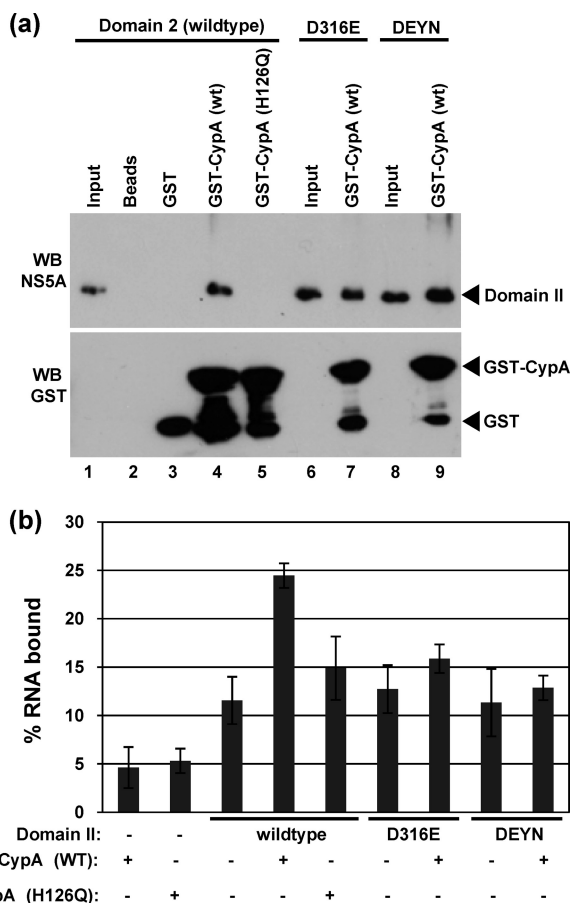 (a)
Domain 2 (wildtype) D316E DEYN
Input
Beads
GST
GST-CypA (wt)
GST-CypA (H126Q)
Input
GST-CypA (wt)
Input
GST-CypA (wt)
WB
NS5A
Domain II
WB
GST
GST-CypA
GST
1 2 3 4 5 6 7 8 9
(b)
% RNA bound
30
25
20
15
10
5
0
Domain II: - - wildtype D316E DEYN
CypA (WT): + - - + - - + - +
pA (H126Q): - + - - + - - - -